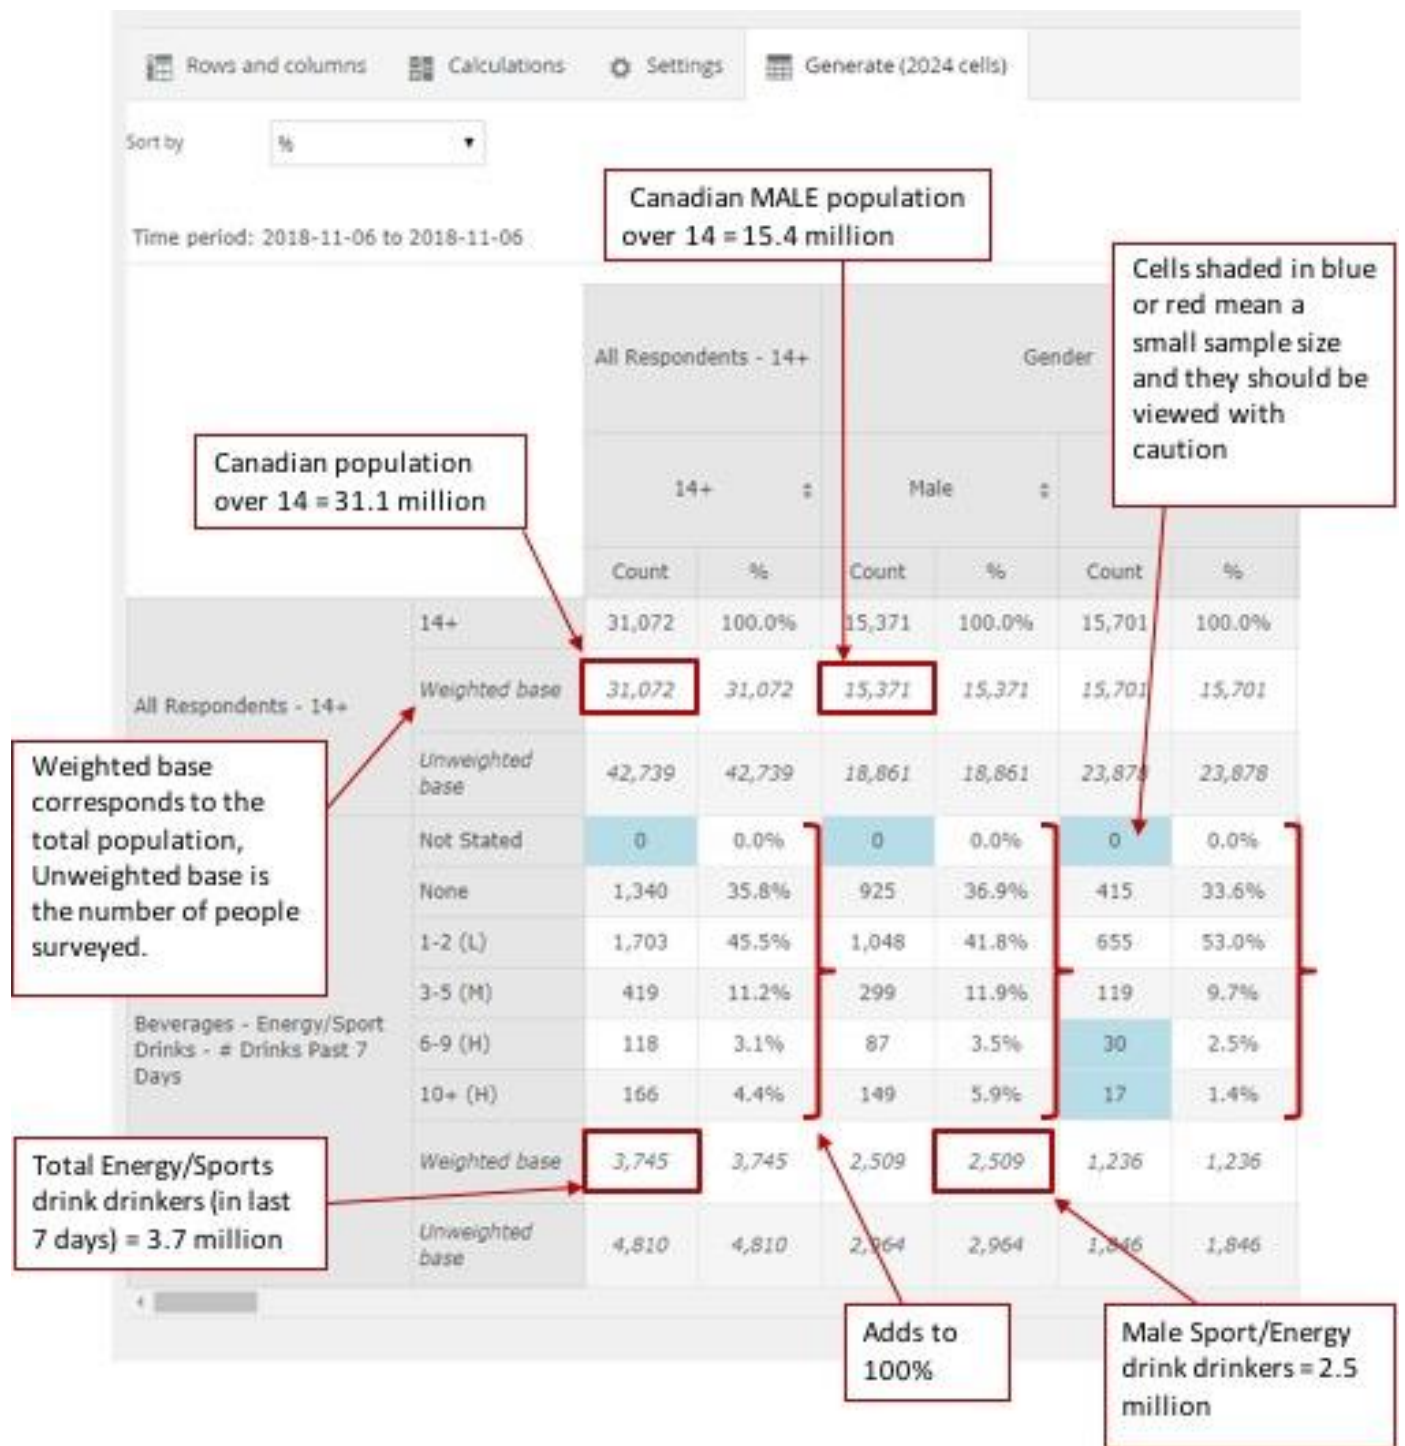 Rows and columns Calculations Settings Generate (2024 cells)
Sort by % 
Time period: 2018-11-06 to 2018-11-06
Canadian MALE population
over 14 = 15.4 million
Cells shaded in blue
or red mean a
small sample size
and they should be
viewed with
caution
All Respondents - 14+ Gender
Canadian population
over 14 = 31.1 million
14+ Male
Count % Count % Count %
14+ 31,072 100.0% 15,371 100.0% 15,701 100.0%
All Respondents - 14+
Weighted base 31,072 31,072 15,371 15,371 15,701 15,701
Unweighted
base 42,739 42,739 18,861 18,861 23,878 23,878
Weighted base
corresponds to the
total population,
Unweighted base is
the number of people
surveyed.
Beverages - Energy/Sport
Drinks - # Drinks Past 7
Days
Not Stated 0 0.0% 0 0.0% 0 0.0%
None 1,340 35.8% 925 36.9% 415 33.6%
1-2 (L) 1,703 45.5% 1,048 41.8% 655 53.0%
3-5 (M) 419 11.2% 299 11.9% 119 9.7%
6-9 (H) 118 3.1% 87 3.5% 30 2.5%
10+ (H) 166 4.4% 149 5.9% 17 1.4%
Weighted base 3,745 3,745 2,509 2,509 1,236 1,236
Unweighted
base 4,810 4,810 2,964 2,964 1,846 1,846
Total Energy/Sports
drink drinkers (in last
7 days) = 3.7 million
Adds to
100%
Male Sport/Energy
drink drinkers = 2.5
million